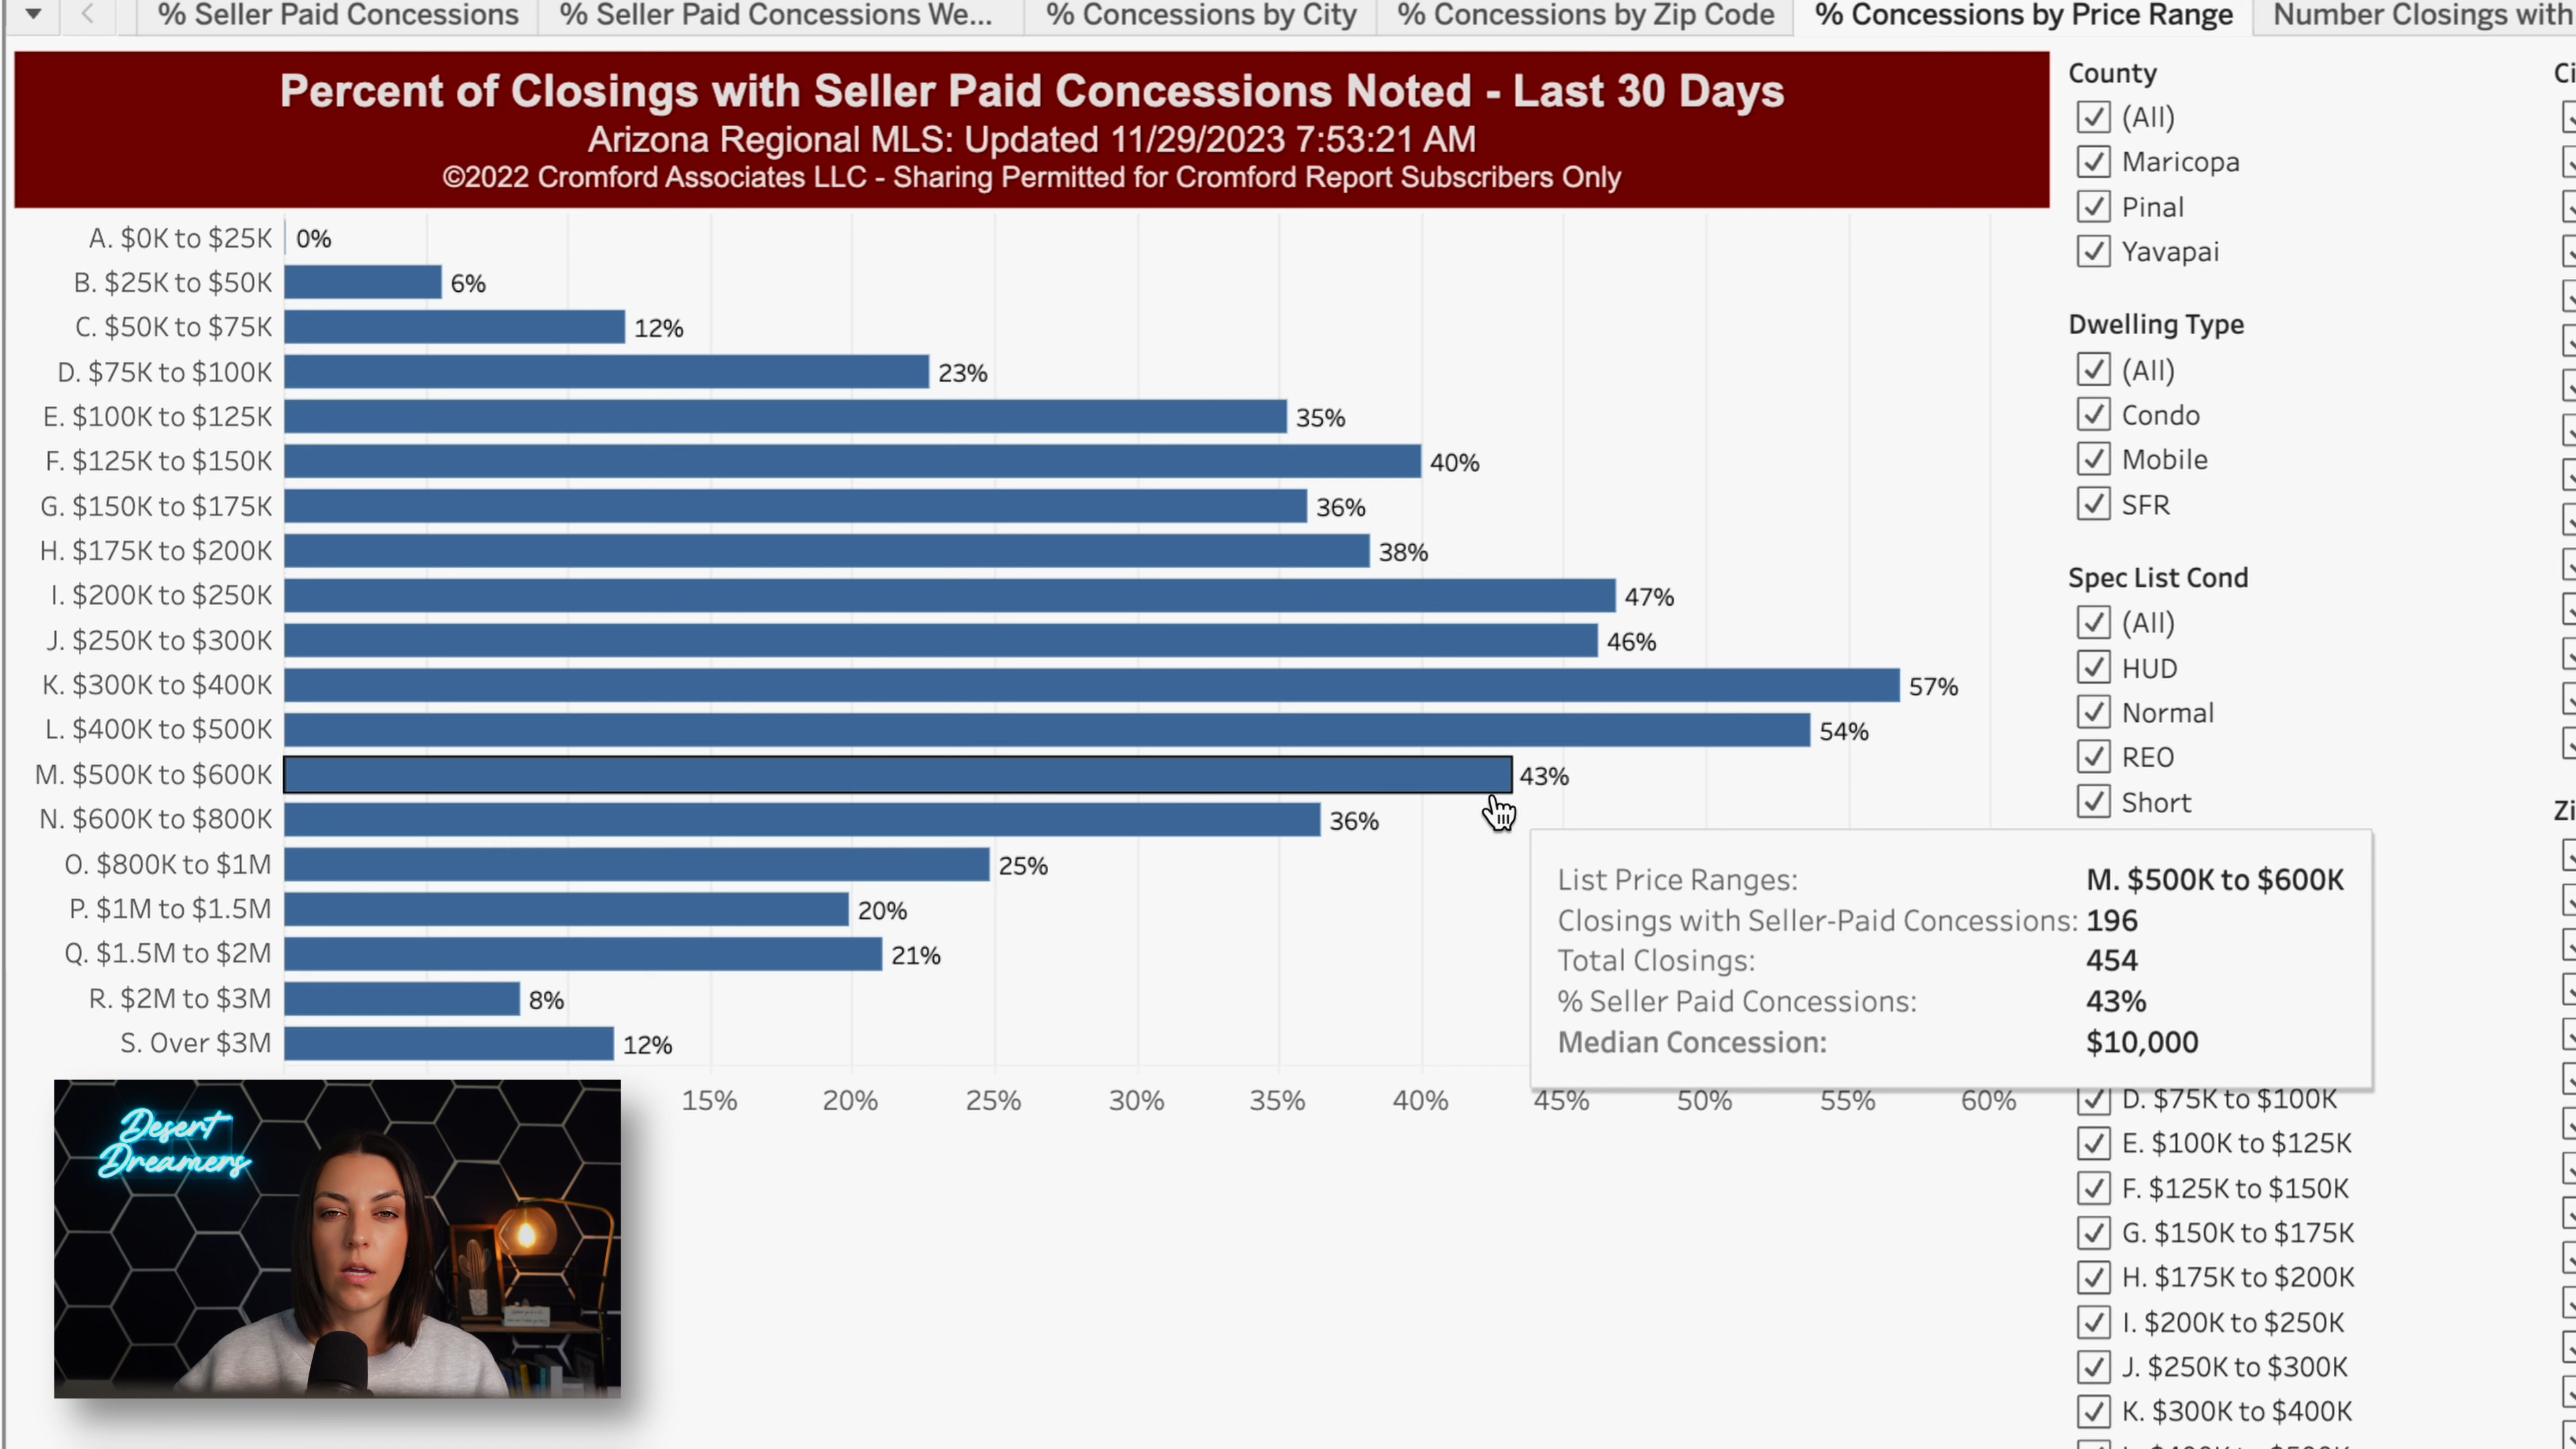 % Seller Paid Concessions
% Seller Paid Concessions We...
% Concessions by City
% Concessions by Zip Code
% Concessions by Price Range
Number Closings with
Percent of Closings with Seller Paid Concessions Noted - Last 30 Days
Arizona Regional MLS: Updated 11/29/2023 7:53:21 AM
©2022 Cromford Associates LLC - Sharing Permitted for Cromford Report Subscribers Only
A. $0K to $25K 0%
B. $25K to $50K 6%
C. $50K to $75K 12%
D. $75K to $100K 23%
E. $100K to $125K 35%
F. $125K to $150K 40%
G. $150K to $175K 36%
H. $175K to $200K 38%
I. $200K to $250K 47%
J. $250K to $300K 46%
K. $300K to $400K 57%
L. $400K to $500K 54%
M. $500K to $600K 43%
N. $600K to $800K 36%
O. $800K to $1M 25%
P. $1M to $1.5M 20%
Q. $1.5M to $2M 21%
R. $2M to $3M 8%
S. Over $3M 12%
15% 20% 25% 30% 35% 40% 45% 50% 55% 60%
List Price Ranges: M. $500K to $600K
Closings with Seller-Paid Concessions: 196
Total Closings: 454
% Seller Paid Concessions: 43%
Median Concession: $10,000
County
(All)
Maricopa
Pinal
Yavapai
Dwelling Type
(All)
Condo
Mobile
SFR
Spec List Cond
(All)
HUD
Normal
REO
Short
D. $75K to $100K
E. $100K to $125K
F. $125K to $150K
G. $150K to $175K
H. $175K to $200K
I. $200K to $250K
J. $250K to $300K
K. $300K to $400K
Ci
Zi
Desert
Dreamers